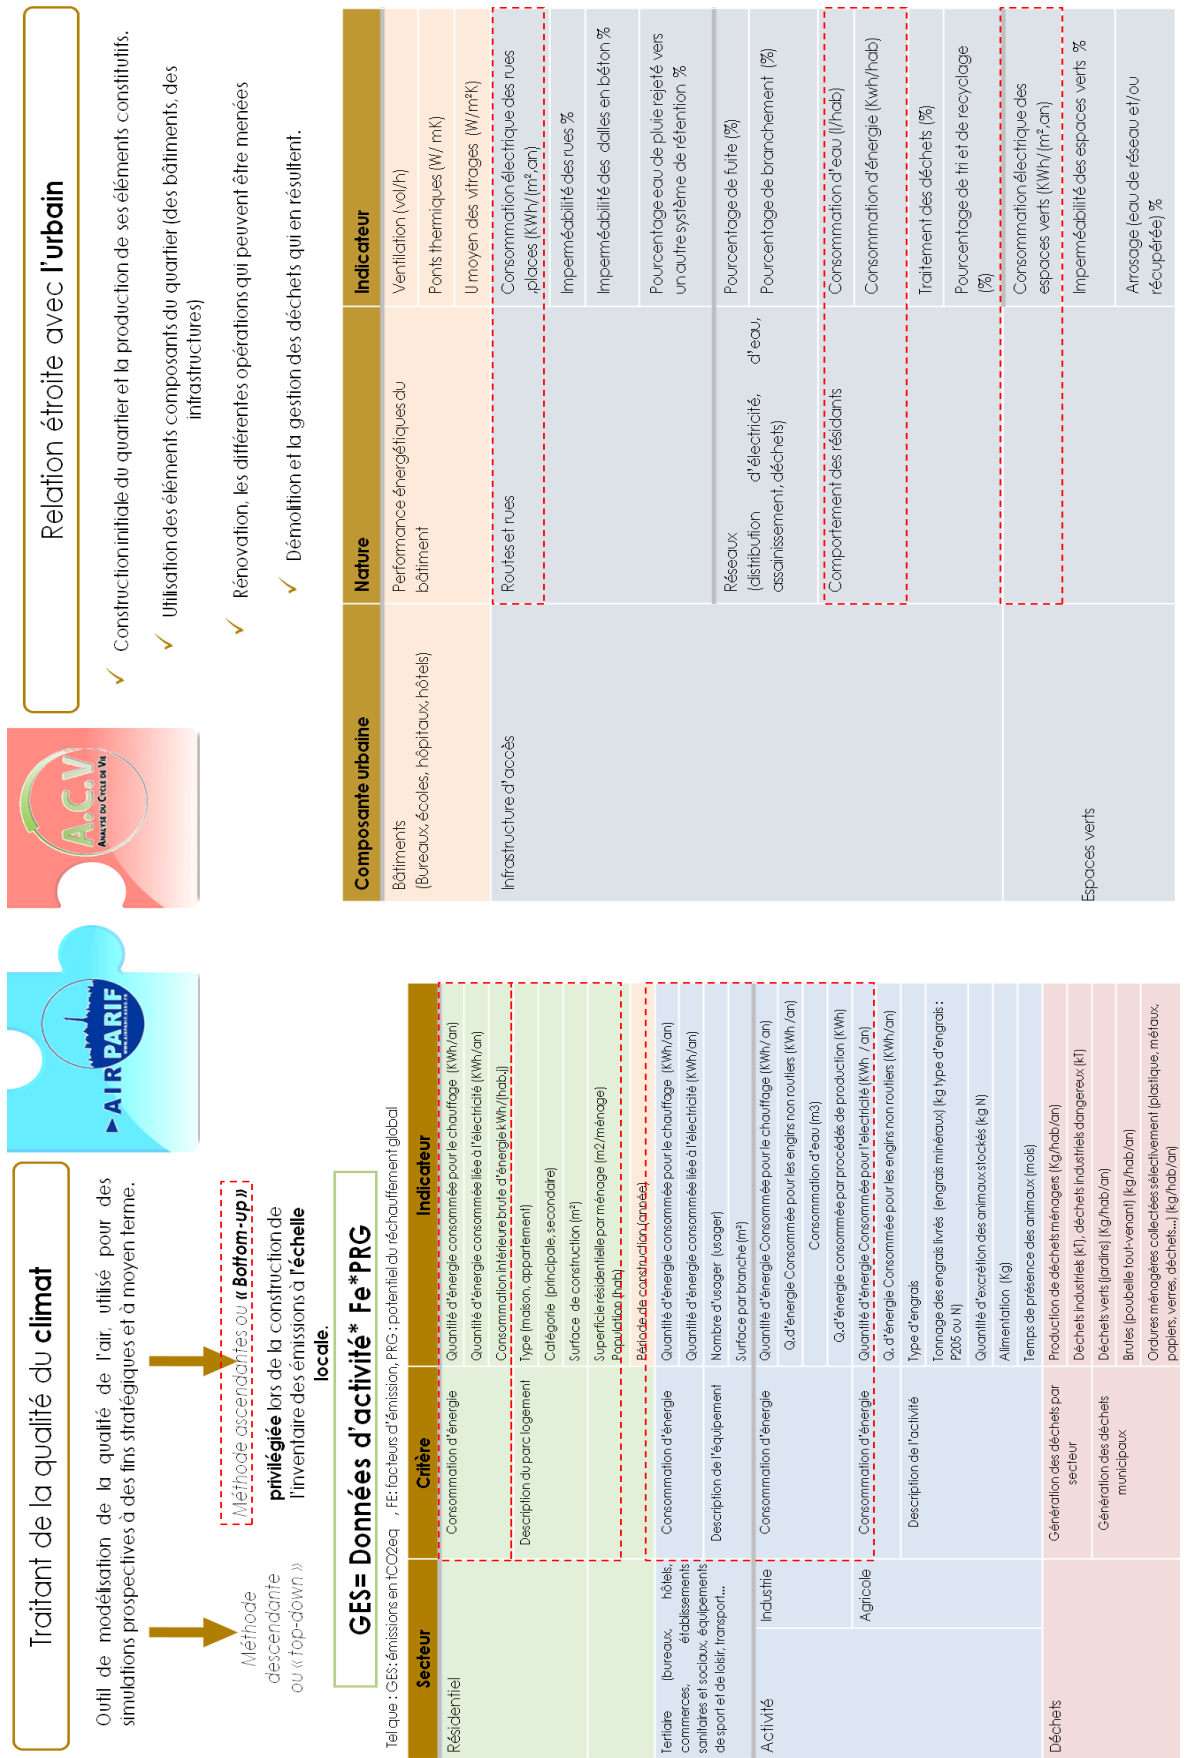 Traitant de la qualité du climat
Outil de modélisation de la qualité de l'air, utilisé pour des
simulations prospectives à des fins stratégiques et à moyen terme.
Méthode
descendante
ou « top-down »
Méthode ascendantes ou « Bottom-up »
privilégiée lors de la construction de
l'inventaire des émissions à l'échelle
locale.
GES= Données d'activité* Fe*PRG
Tel que : GES: émissions en tCO2eq , FE: facteurs d'émission, PRG : potentiel du réchauffement global
AIRPARIF
Secteur Critère Indicateur
Résidentiel
Consommation d'énergie
Quantité d'énergie consommée pour le chauffage (KWh/an)
Quantité d'énergie consommée liée à l'électricité (KWh/an)
Consommation intérieure brute d'énergie kWh/(hab.j)
Description du parc logement
Type (maison, appartement)
Catégorie (principale, secondaire)
Surface de construction (m²)
Superficie résidentielle par ménage (m2/ménage)
Population (hab)
Période de construction (année)
Tertiaire (bureaux, hôtels,
commerces, établissements
sanitaires et sociaux, équipements
de sport et de loisir, transport...
Consommation d'énergie
Quantité d'énergie consommée pour le chauffage (KWh/an)
Quantité d'énergie consommée liée à l'électricité (KWh/an)
Description de l'équipement
Nombre d'usager (usager)
Surface par branche (m²)
Activité
Industrie
Consommation d'énergie
Quantité d'énergie Consommée pour le chauffage (KWh/ an)
Q.d'énergie Consommée pour les engins non routiers (KWh /an)
Consommation d'eau (m3)
Q.d'énergie consommée par procédés de production (KWh)
Agricole
Consommation d'énergie
Quantité d'énergie Consommée pour l'électricité (KWh / an)
Q. d'énergie Consommée pour les engins non routiers (KWh/an)
Description de l'activité
Type d'engrais
Tonnage des engrais livrés (engrais minéraux) (kg type d'engrais :
P205 ou N)
Quantité d'excrétion des animaux stockés (kg N)
Alimentation (Kg)
Temps de présence des animaux (mois)
Déchets
Génération des déchets par
secteur
Production de déchets ménagers (Kg/hab/an)
Déchets industriels (kT), déchets industriels dangereux (kT)
Génération des déchets
municipaux
Déchets verts (jardins) (Kg/hab/an)
Brutes (poubelle tout-venant) (kg/hab/an)
Ordures ménagères collectées sélectivement (plastique, métaux,
papiers, verres, déchets...) (kg/hab/an)
A.C.V
ANALYSE DU CYCLE DE VIE
Relation étroite avec l'urbain
Construction initiale du quartier et la production de ses éléments constitutifs.
Utilisation des éléments composants du quartier (des bâtiments, des
infrastructures)
Rénovation, les différentes opérations qui peuvent être menées
Démolition et la gestion des déchets qui en résultent.
Composante urbaine Nature Indicateur
Bâtiments
(Bureaux, écoles, hôpitaux, hôtels)
Performance énergétiques du
bâtiment
Ventilation (vol/h)
Ponts thermiques (W/ mK)
U moyen des vitrages (W/m²K)
Infrastructure d'accès
Routes et rues
Consommation électrique des rues
,places (KWh/(m².an)
Imperméabilité des rues %
Imperméabilité des dalles en béton %
Pourcentage eau de pluie rejeté vers
un autre système de rétention %
Réseaux
(distribution d'électricité, d'eau,
assainissement, déchets)
Pourcentage de fuite (%)
Pourcentage de branchement (%)
Comportement des résidants
Consommation d'eau (l/hab)
Consommation d'énergie (Kwh/hab)
Traitement des déchets (%)
Pourcentage de tri et de recyclage
(%)
Espaces verts
Consommation électrique des
espaces verts (KWh/(m².an)
Imperméabilité des espaces verts %
Arrosage (eau de réseau et/ou
récupérée) %